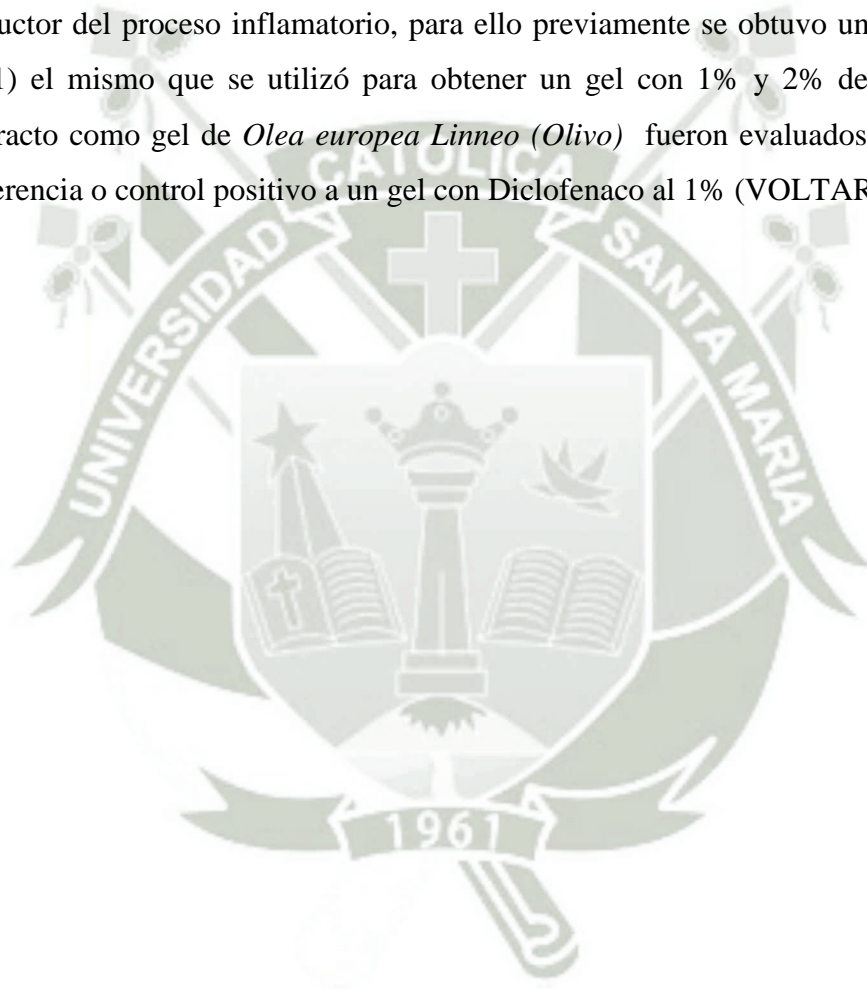 uctor del proceso inflamatorio, para ello previamente se obtuvo un
1) el mismo que se utilizó para obtener un gel con 1% y 2% de
racto como gel de Olea europea Linneo (Olivo) fueron evaluados
erencia o control positivo a un gel con Diclofenaco al 1% (VOLTAR
CATOLICA
UNIVERSIDAD SANTA MARIA
1961